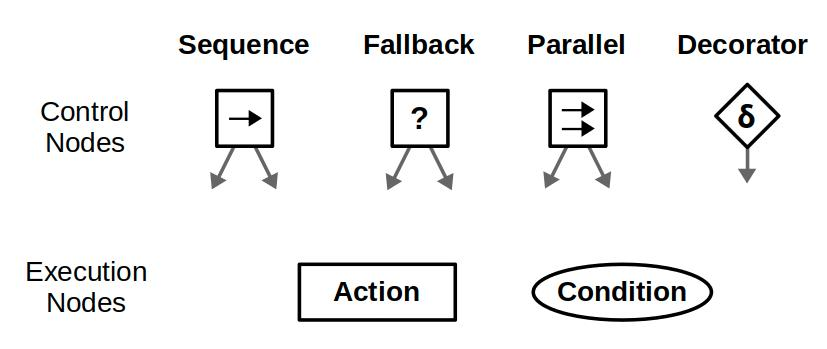 Sequence Fallback Parallel Decorator
Control
Nodes
? δ
Execution
Nodes
Action Condition